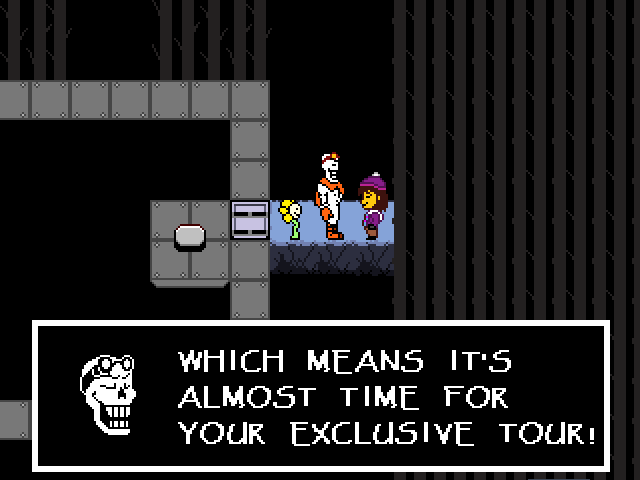 WHICH MEANS IT'S
ALMOST TIME FOR
YOUR EXCLUSIVE TOUR!